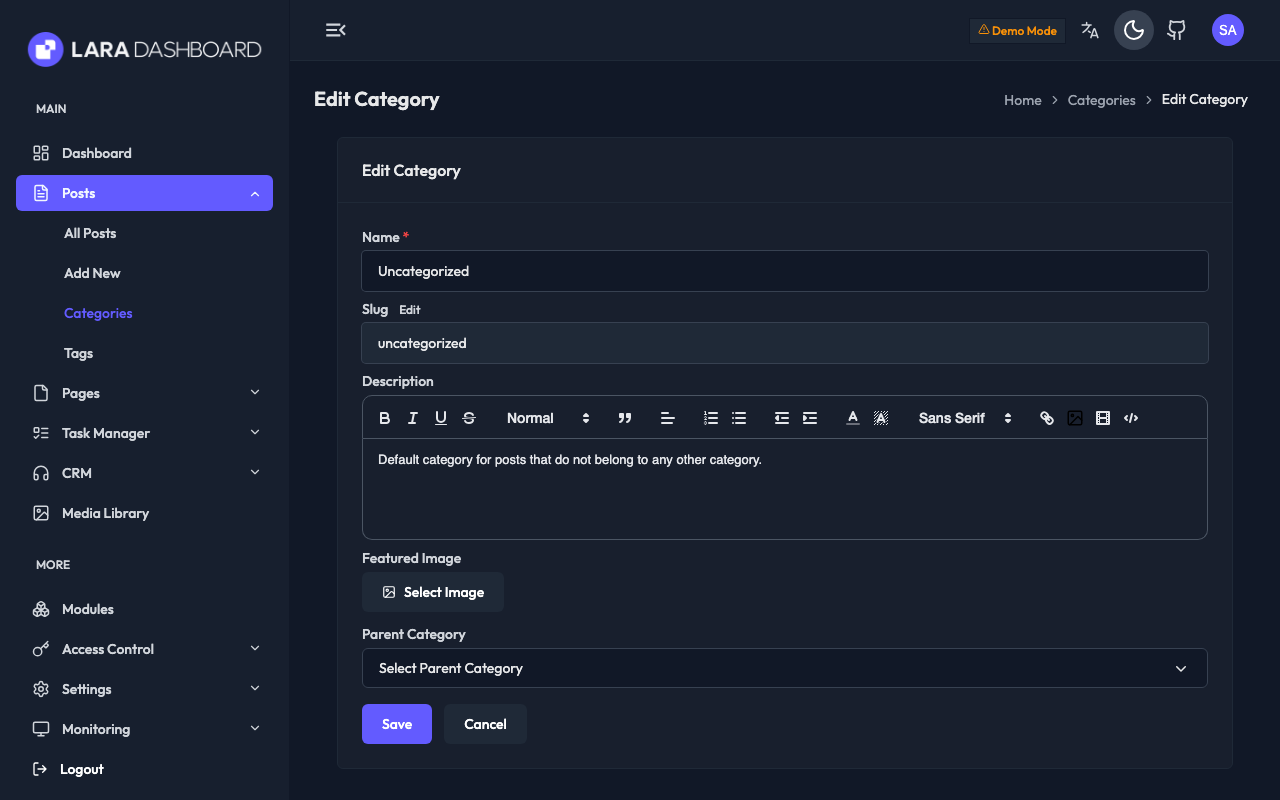 LARA DASHBOARD
Demo Mode
SA
MAIN
Dashboard
Posts
All Posts
Add New
Categories
Tags
Pages
Task Manager
CRM
Media Library
MORE
Modules
Access Control
Settings
Monitoring
Logout
Edit Category
Home > Categories > Edit Category
Edit Category
Name *
Uncategorized
Slug Edit
uncategorized
Description
Normal Sans Serif
Default category for posts that do not belong to any other category.
Featured Image
Select Image
Parent Category
Select Parent Category
Save Cancel